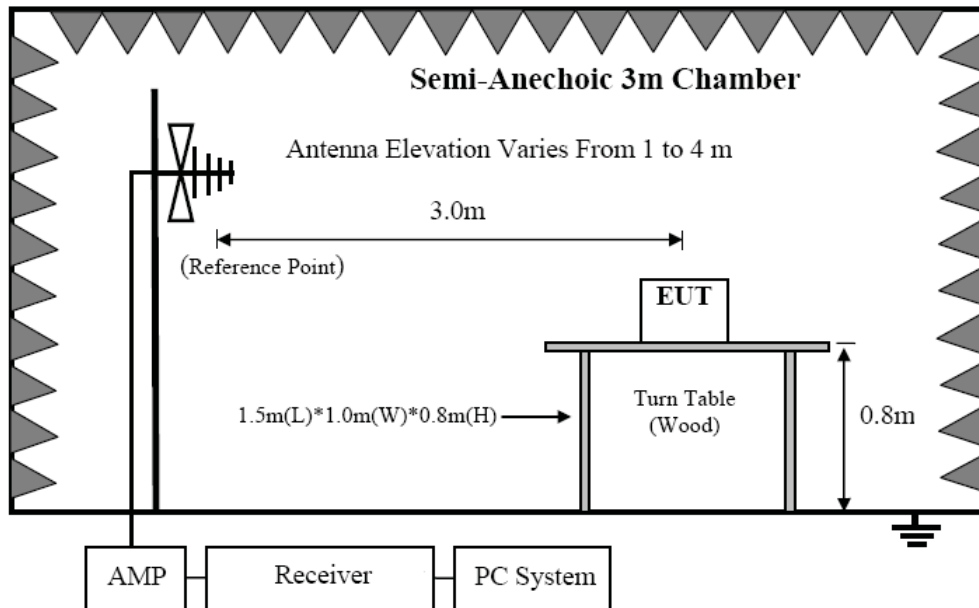 Semi-Anechoic 3m Chamber
Antenna Elevation Varies From 1 to 4 m
3.0m
(Reference Point)
EUT
1.5m(L)*1.0m(W)*0.8m(H)
Turn Table
(Wood)
0.8m
AMP
Receiver
PC System